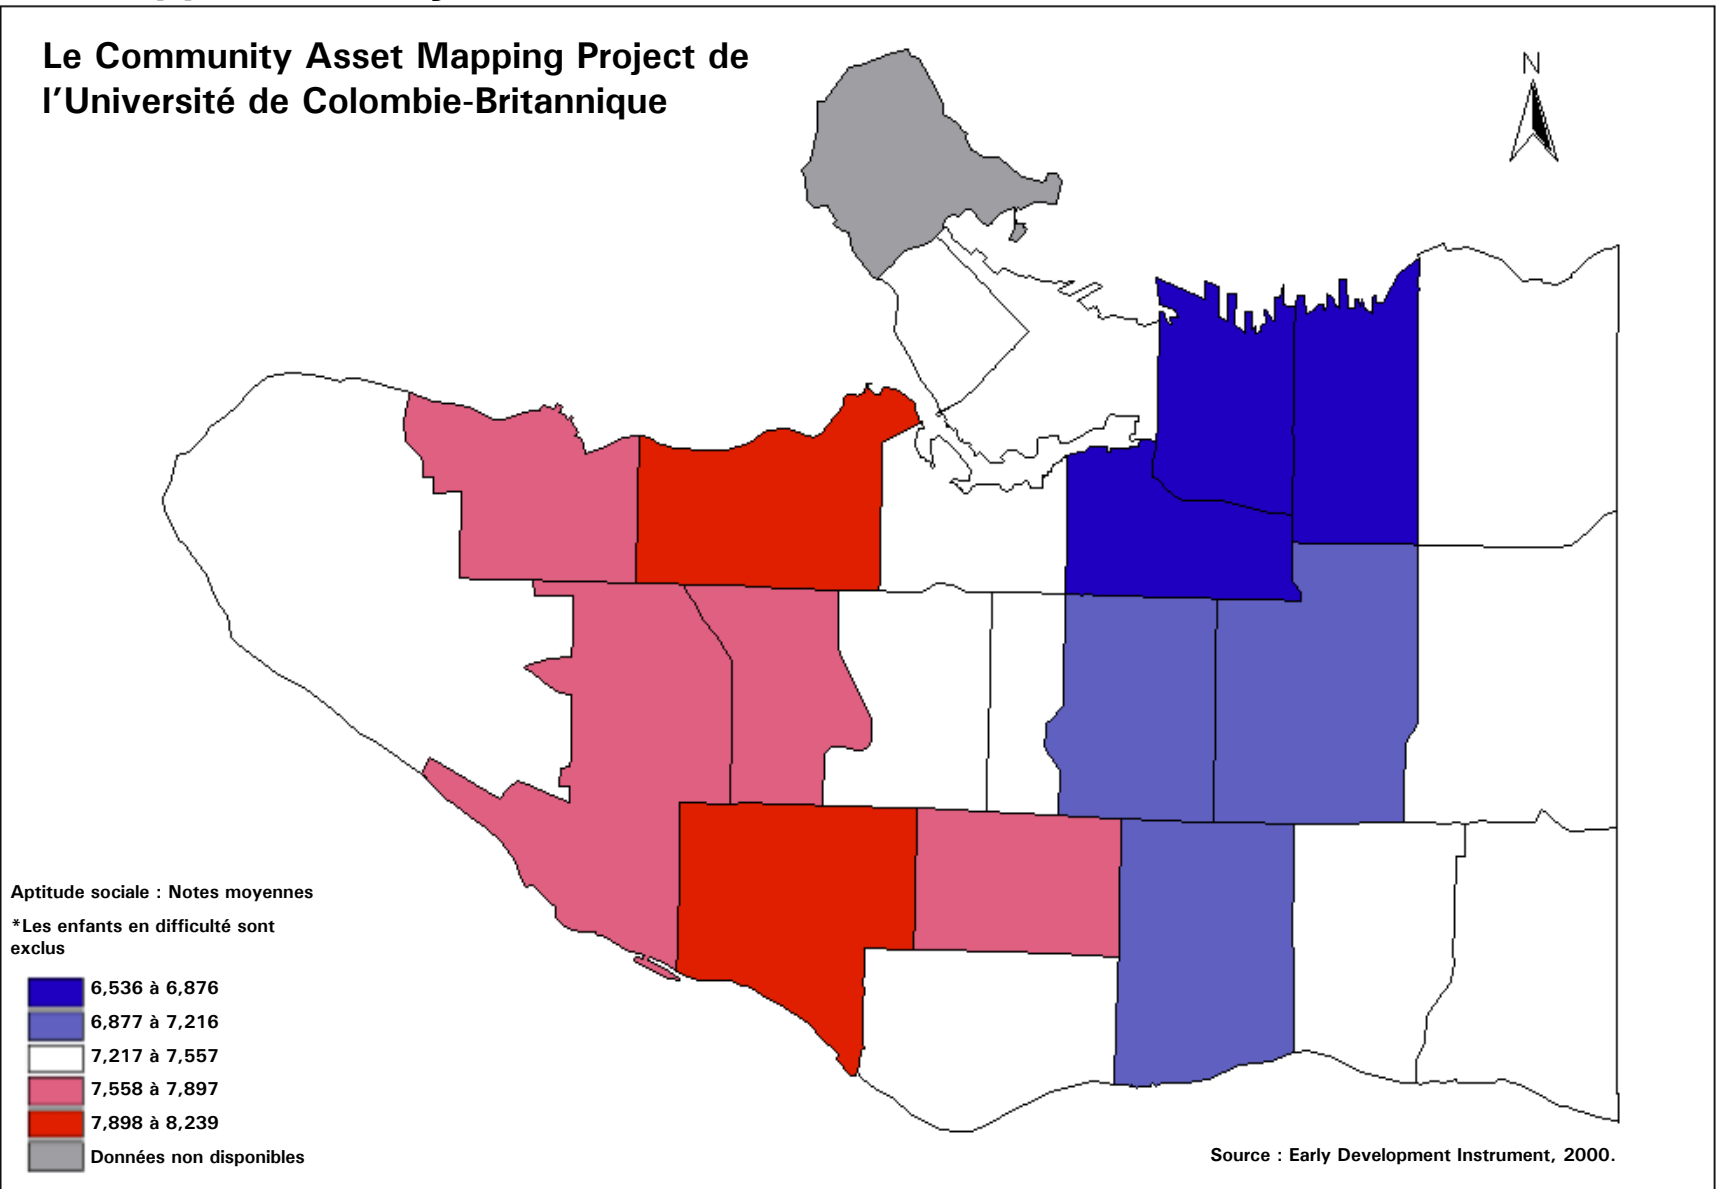 Le Community Asset Mapping Project de
l'Université de Colombie-Britannique
N
Aptitude sociale : Notes moyennes
*Les enfants en difficulté sont
exclus
6,536 à 6,876
6,877 à 7,216
7,217 à 7,557
7,558 à 7,897
7,898 à 8,239
Données non disponibles
Source : Early Development Instrument, 2000.